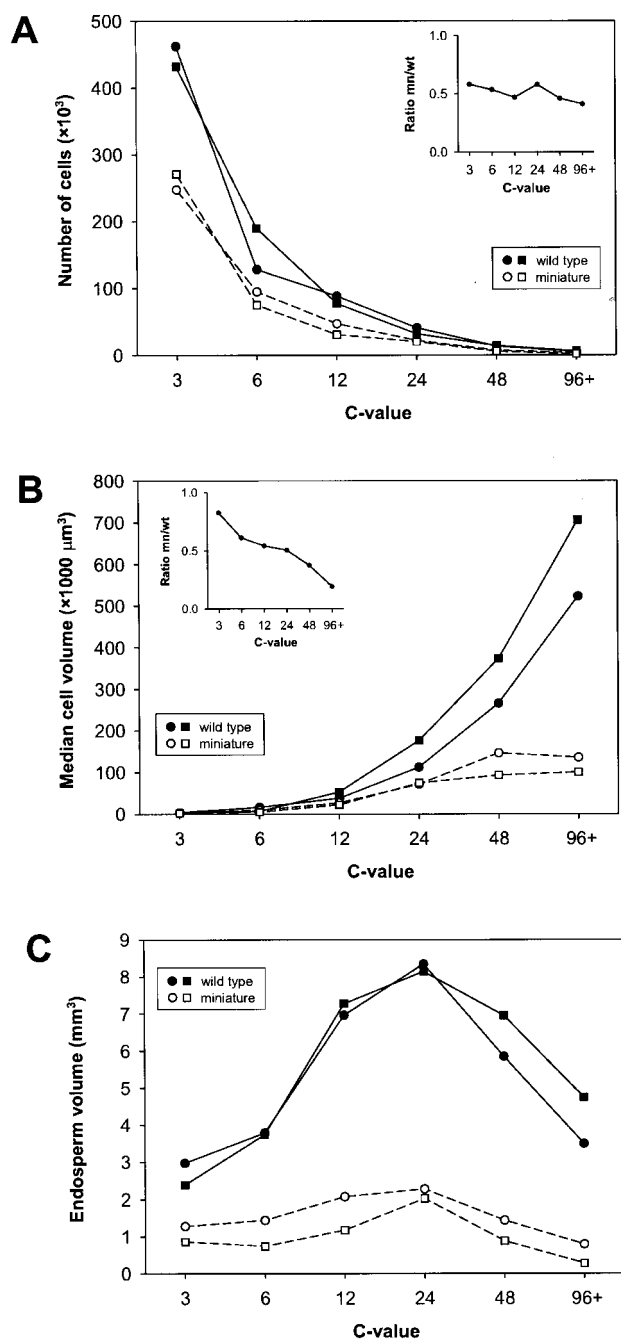 A
Number of cells (×10³)
500
400
300
200
100
0
3 6 12 24 48 96+
C-value
Ratio mn/wt
1.0
0.5
0.0
3 6 12 24 48 96+
C-value
wild type
miniature
B
Median cell volume (×1000 µm³)
800
700
600
500
400
300
200
100
0
3 6 12 24 48 96+
C-value
Ratio mn/wt
1.0
0.5
0.0
3 6 12 24 48 96+
C-value
wild type
miniature
C
Endosperm volume (mm³)
9
8
7
6
5
4
3
2
1
0
3 6 12 24 48 96+
C-value
wild type
miniature